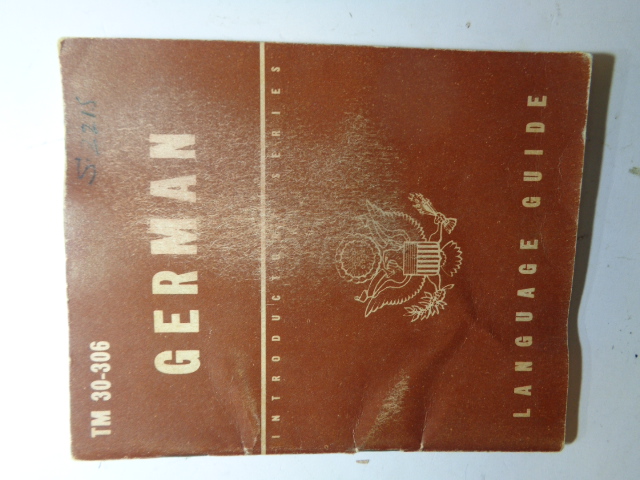 TM 30-306
GERMAN
INTRODUCTORY SERIES
LANGUAGE GUIDE